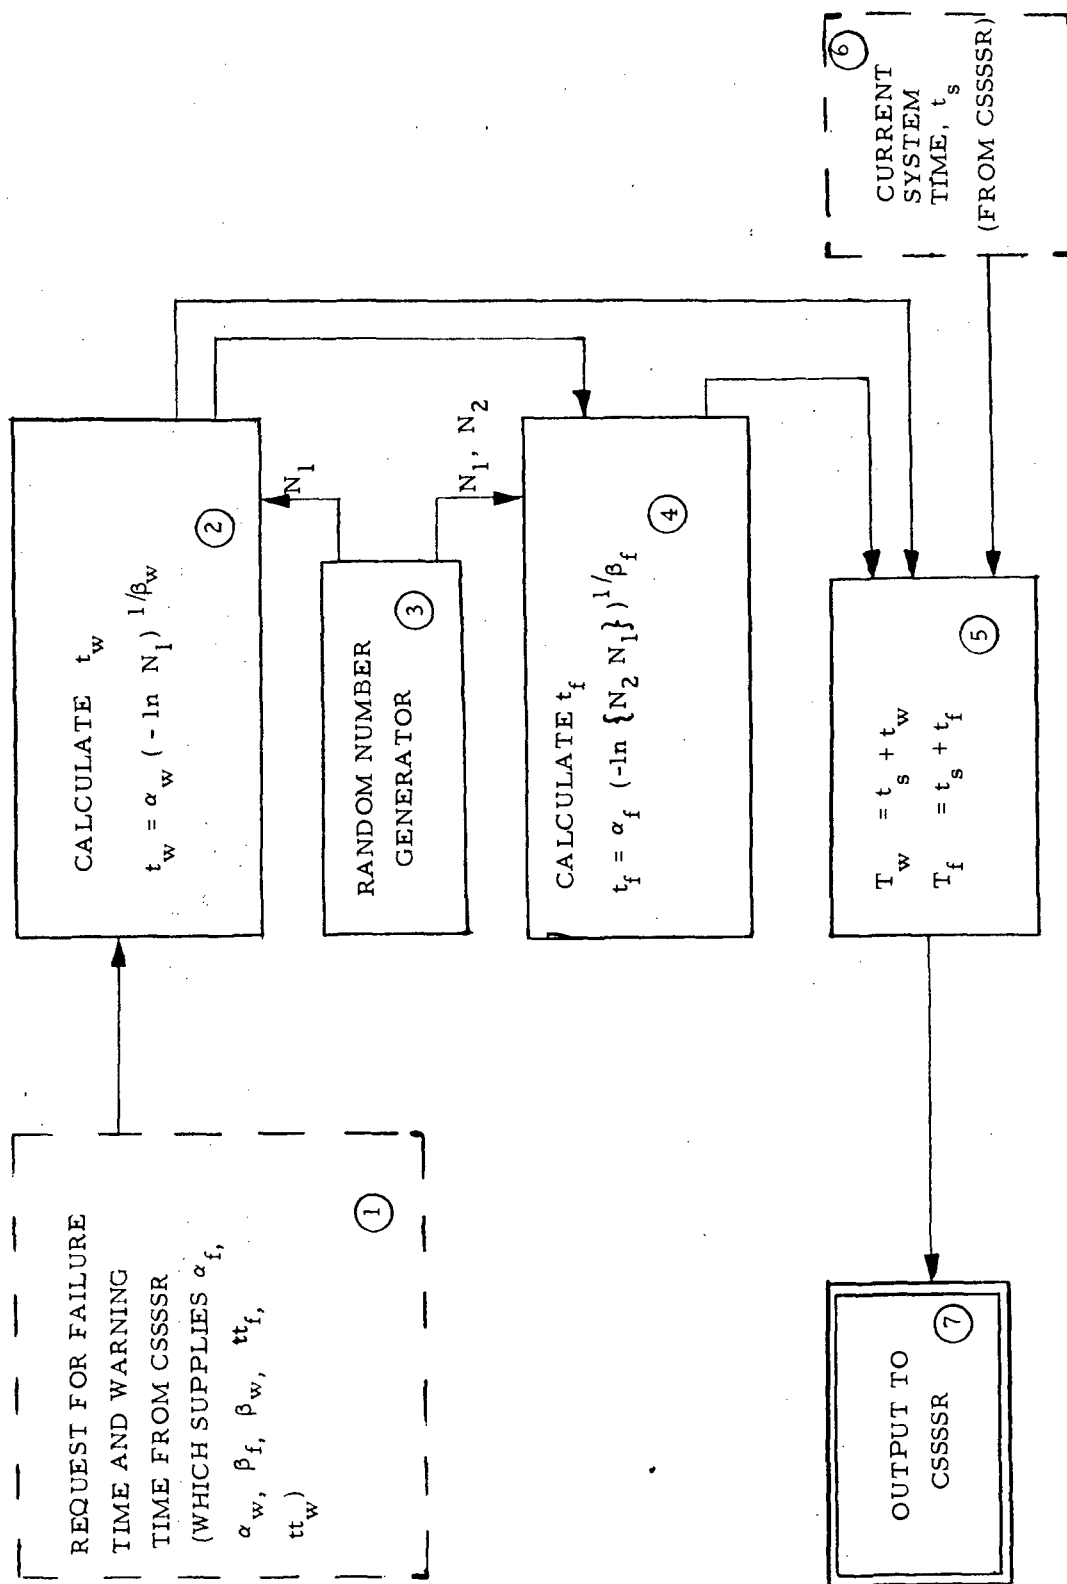 REQUEST FOR FAILURE
TIME AND WARNING
TIME FROM CSSSSR
(WHICH SUPPLIES α_f,
α_w, β_f, β_w, tt_f,
tt_w)
1
CALCULATE t_w
t_w = α_w (-ln N_1)^1/β_w
2
N_1
RANDOM NUMBER
GENERATOR
3
N_1, N_2
CALCULATE t_f
t_f = α_f (-ln {N_2 N_1})^1/β_f
4
T_w = t_s + t_w
T_f = t_s + t_f
5
6
CURRENT
SYSTEM
TIME, t_s
(FROM CSSSSR)
OUTPUT TO
CSSSSR
7